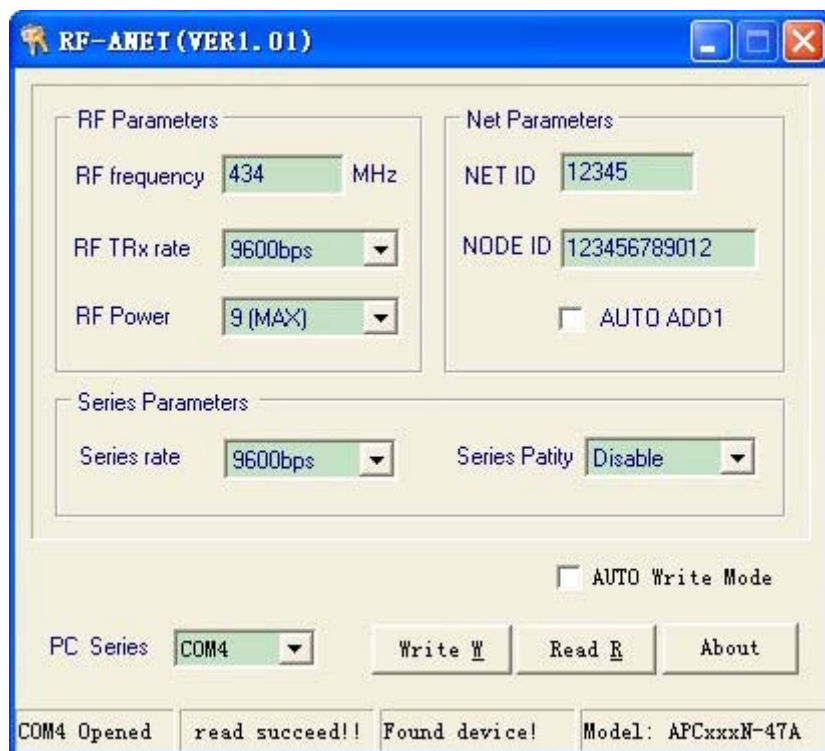 RF-ANET(VER1.01)
RF Parameters
RF frequency 434 MHz
RF TRx rate 9600bps
RF Power 9 (MAX)
Net Parameters
NET ID 12345
NODE ID 123456789012
AUTO ADD1
Series Parameters
Series rate 9600bps Series Patity Disable
AUTO Write Mode
PC Series COM4 Write W Read R About
COM4 Opened read succeed!! Found device! Model: APCxxxN-47A